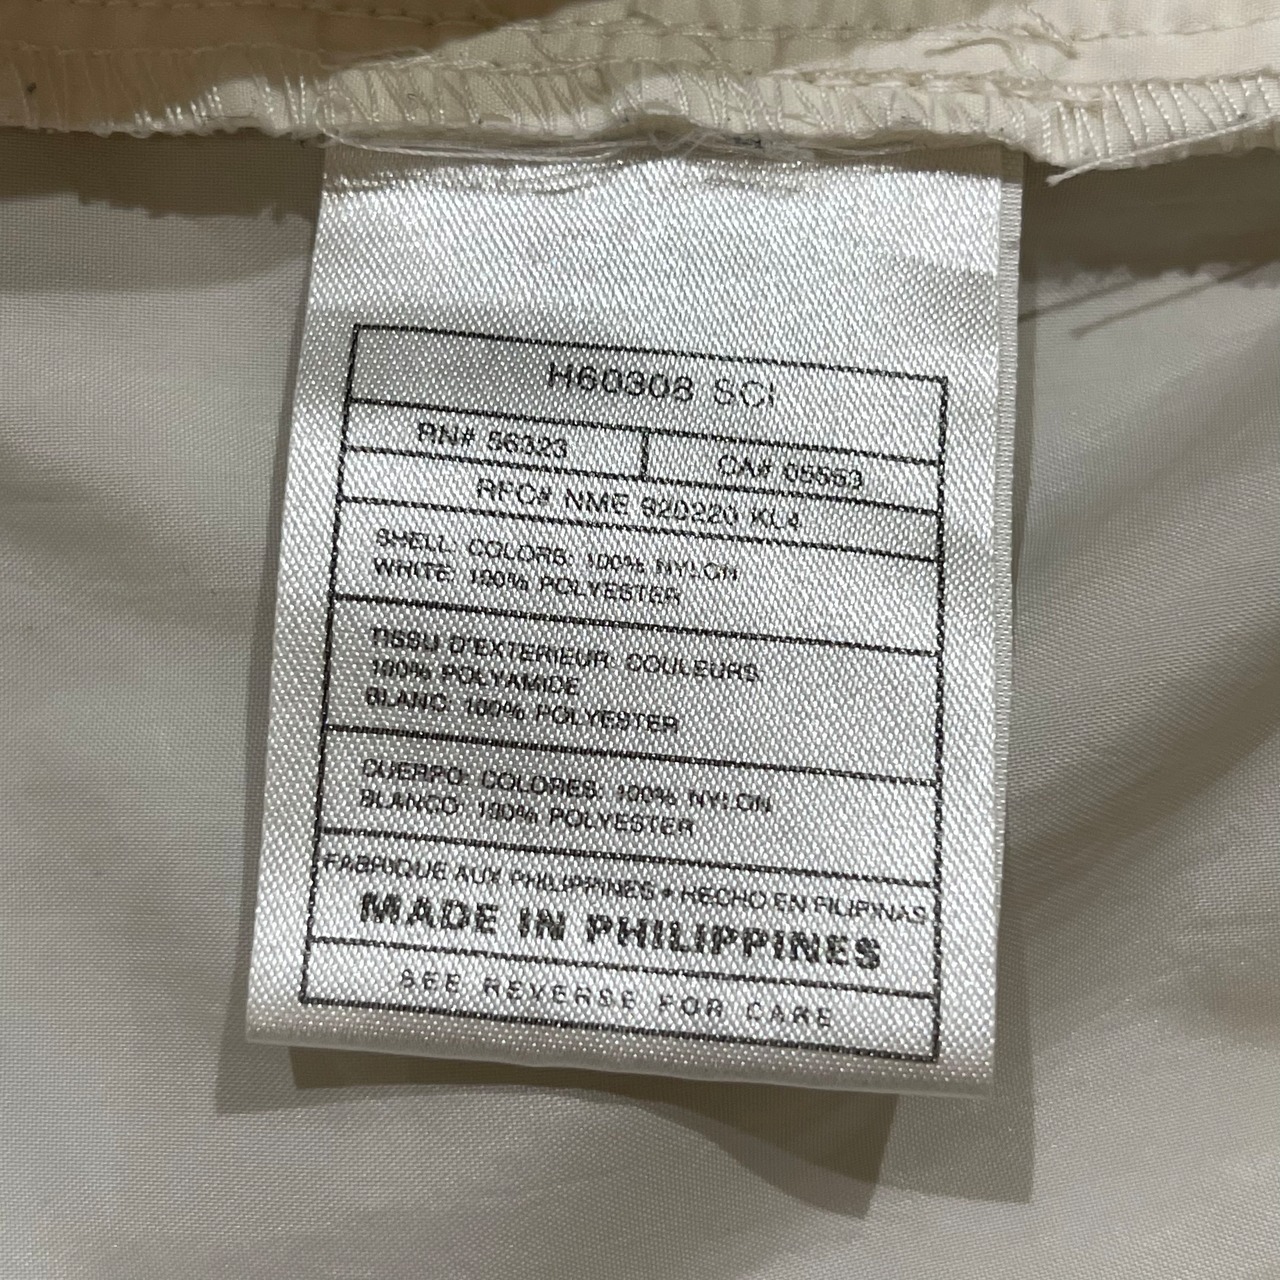 H60308 SCI
RN# 56323 CA# 05553
RFC# NME 920220 KL4
SHELL: COLORS: 100% NYLON
WHITE: 100% POLYESTER
TISSU D'EXTERIEUR: COULEURS
100% POLYAMIDE
BLANC: 100% POLYESTER
CUERPO: COLORES: 100% NYLON
BLANCO: 100% POLYESTER
FABRIQUE AUX PHILIPPINES • HECHO EN FILIPINAS
MADE IN PHILIPPINES
SEE REVERSE FOR CARE